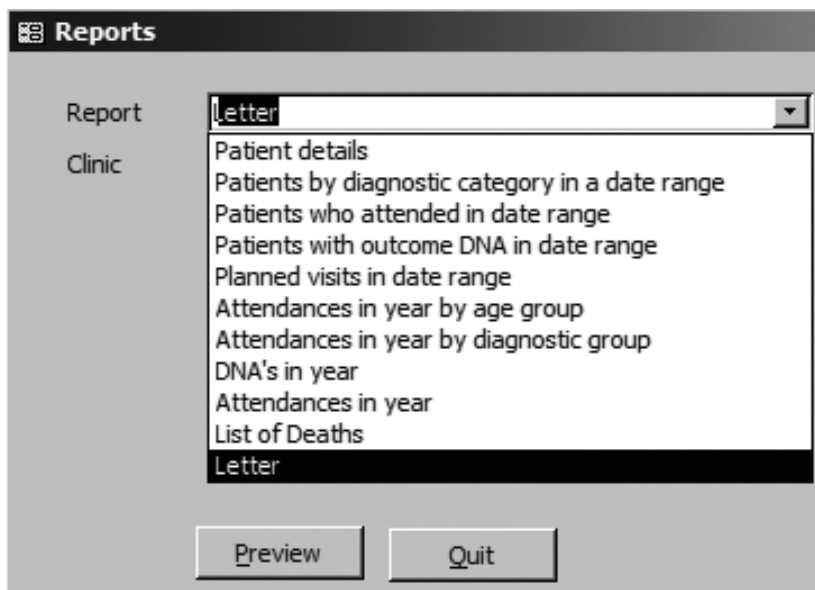 Reports
Report Letter
Clinic
Patient details
Patients by diagnostic category in a date range
Patients who attended in date range
Patients with outcome DNA in date range
Planned visits in date range
Attendances in year by age group
Attendances in year by diagnostic group
DNA's in year
Attendances in year
List of Deaths
Letter
Preview Quit